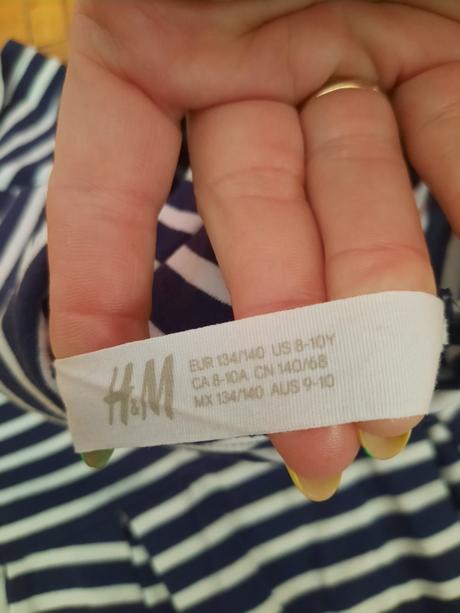 H&M
EUR 134/140 US 8-10Y
CA 8-10A CN 140/68
MX 134/140 AUS 9-10